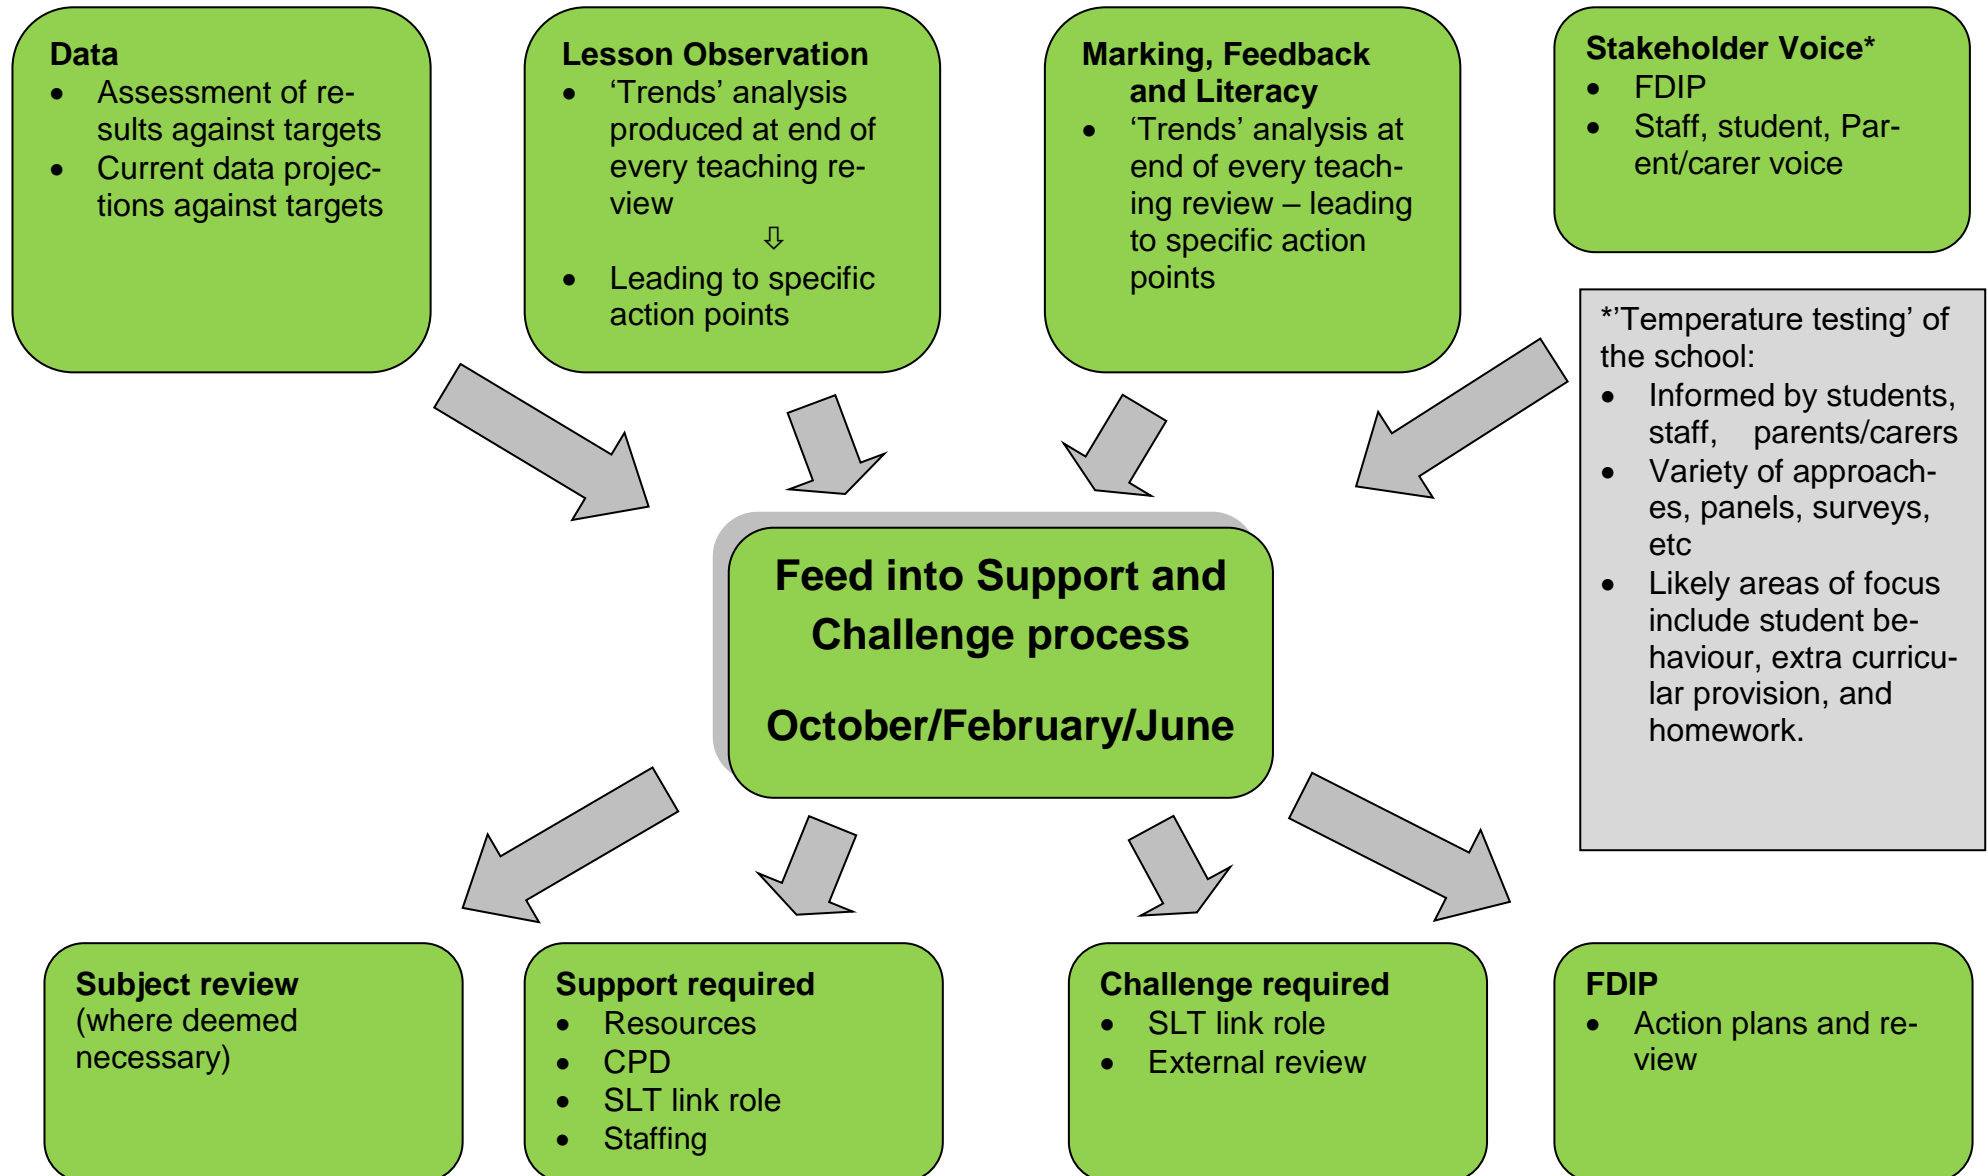 Data
• Assessment of re-
sults against targets
• Current data projec-
tions against targets
Lesson Observation
• ‘Trends’ analysis
produced at end of
every teaching re-
view
⇩
• Leading to specific
action points
Marking, Feedback
and Literacy
• ‘Trends’ analysis at
end of every teach-
ing review – leading
to specific action
points
Stakeholder Voice*
• FDIP
• Staff, student, Par-
ent/carer voice
*’Temperature testing’ of
the school:
• Informed by students,
staff, parents/carers
• Variety of approach-
es, panels, surveys,
etc
• Likely areas of focus
include student be-
haviour, extra curricu-
lar provision, and
homework.
Feed into Support and
Challenge process
October/February/June
Subject review
(where deemed
necessary)
Support required
• Resources
• CPD
• SLT link role
• Staffing
Challenge required
• SLT link role
• External review
FDIP
• Action plans and re-
view